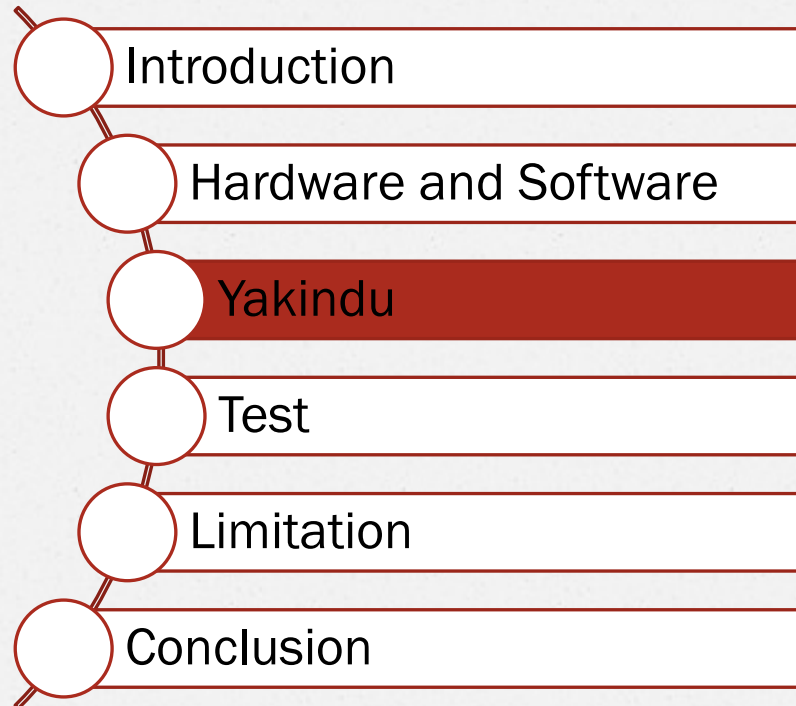 Introduction
Hardware and Software
Yakindu
Test
Limitation
Conclusion